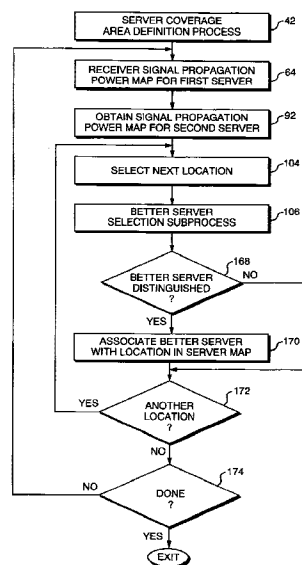 SERVER COVERAGE
AREA DEFINITION PROCESS
42
RECEIVER SIGNAL PROPAGATION
POWER MAP FOR FIRST SERVER
64
OBTAIN SIGNAL PROPAGATION
POWER MAP FOR SECOND SERVER
92
SELECT NEXT LOCATION
104
BETTER SERVER
SELECTION SUBPROCESS
106
BETTER SERVER
DISTINGUISHED
?
168
NO
YES
ASSOCIATE BETTER SERVER
WITH LOCATION IN SERVER MAP
170
ANOTHER
LOCATION
?
172
YES
NO
DONE
?
174
NO
YES
EXIT